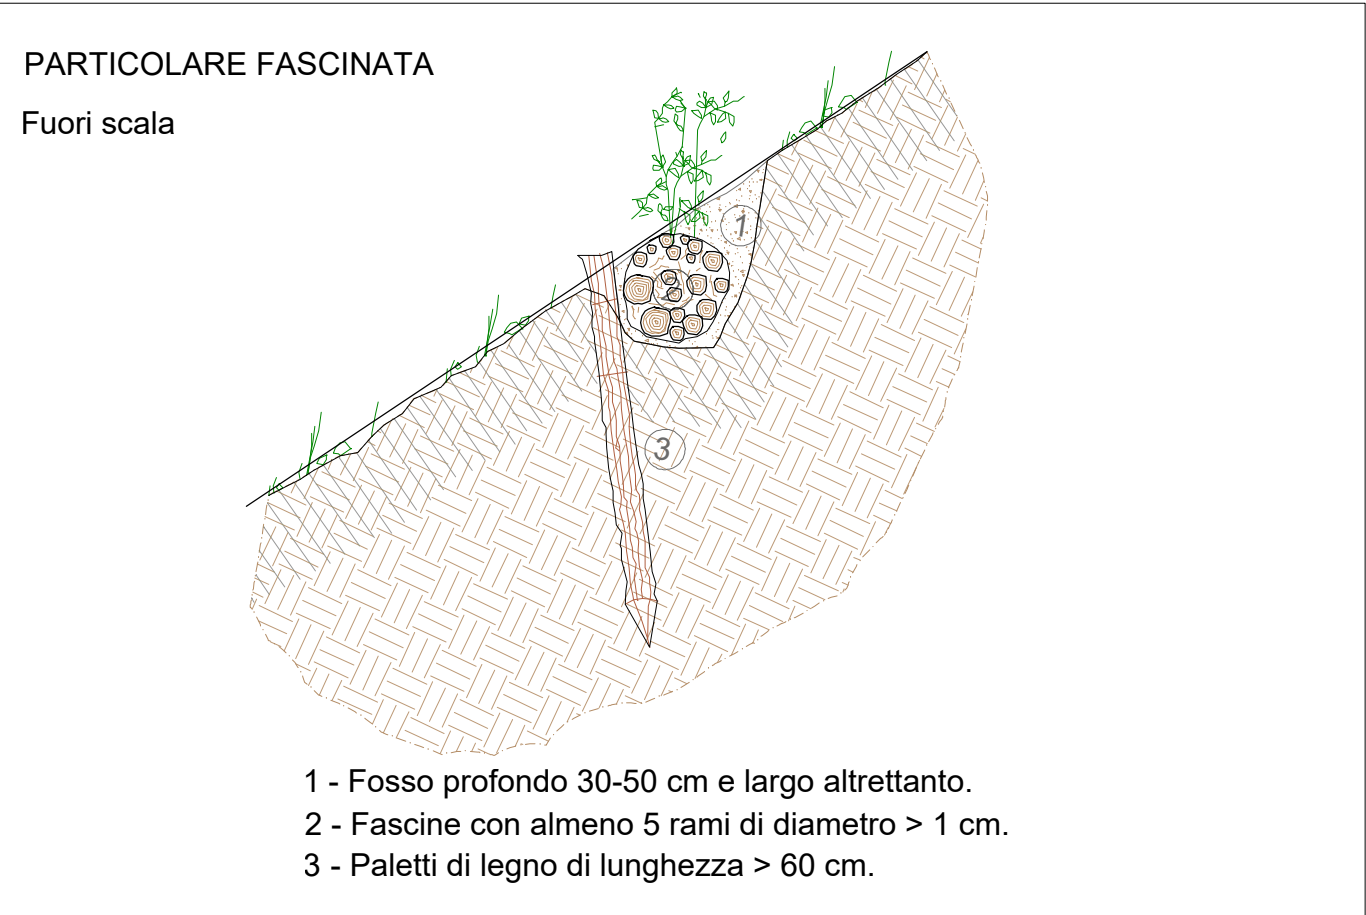 PARTICOLARE FASCINATA
Fuori scala
1
2
3
1 - Fosso profondo 30-50 cm e largo altrettanto.
2 - Fascine con almeno 5 rami di diametro > 1 cm.
3 - Paletti di legno di lunghezza > 60 cm.